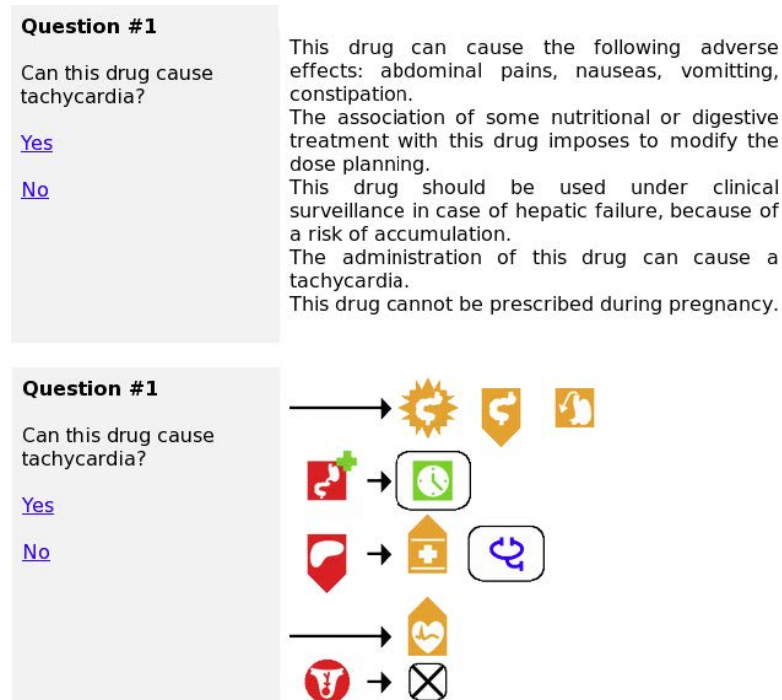 Question #1
Can this drug cause
tachycardia?
Yes
No
This drug can cause the following adverse
effects: abdominal pains, nauseas, vomitting,
constipation.
The association of some nutritional or digestive
treatment with this drug imposes to modify the
dose planning.
This drug should be used under clinical
surveillance in case of hepatic failure, because of
a risk of accumulation.
The administration of this drug can cause a
tachycardia.
This drug cannot be prescribed during pregnancy.
Question #1
Can this drug cause
tachycardia?
Yes
No